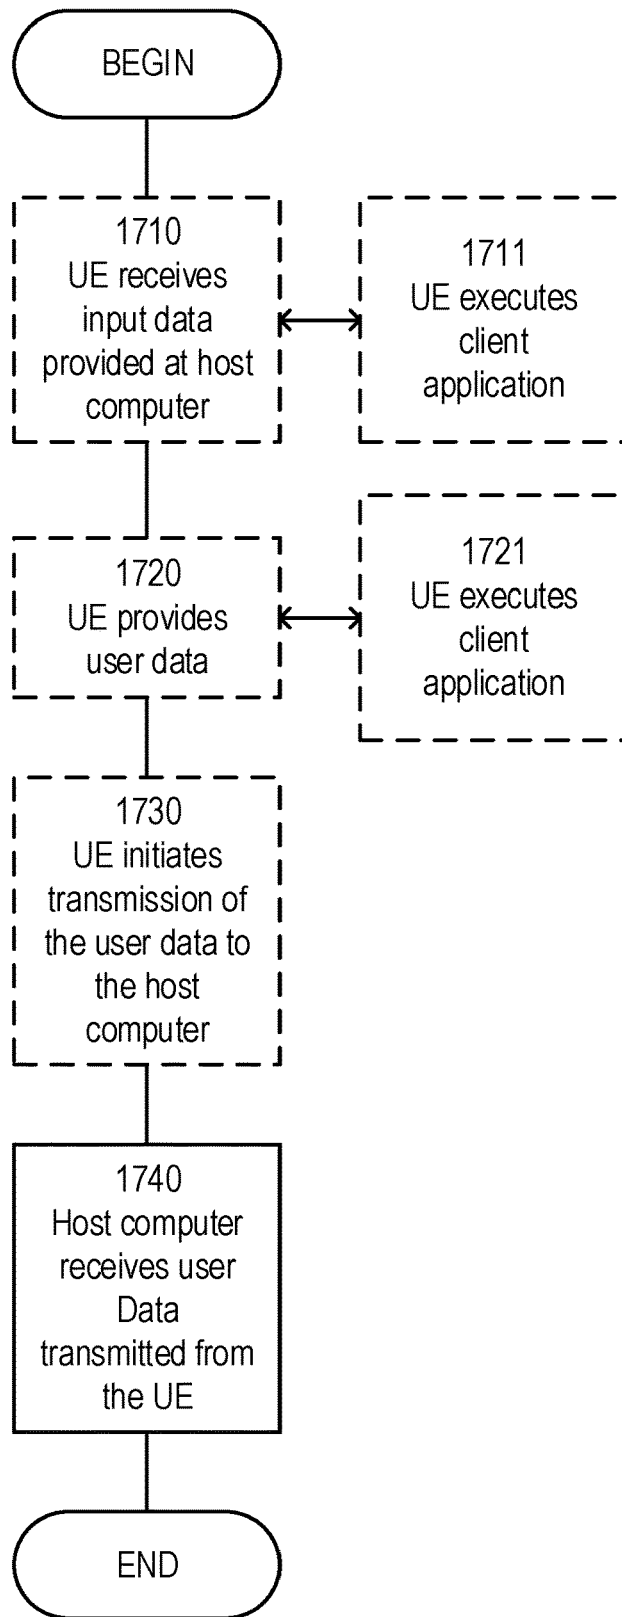 BEGIN
1710
UE receives
input data
provided at host
computer
1711
UE executes
client
application
1720
UE provides
user data
1721
UE executes
client
application
1730
UE initiates
transmission of
the user data to
the host
computer
1740
Host computer
receives user
Data
transmitted from
the UE
END